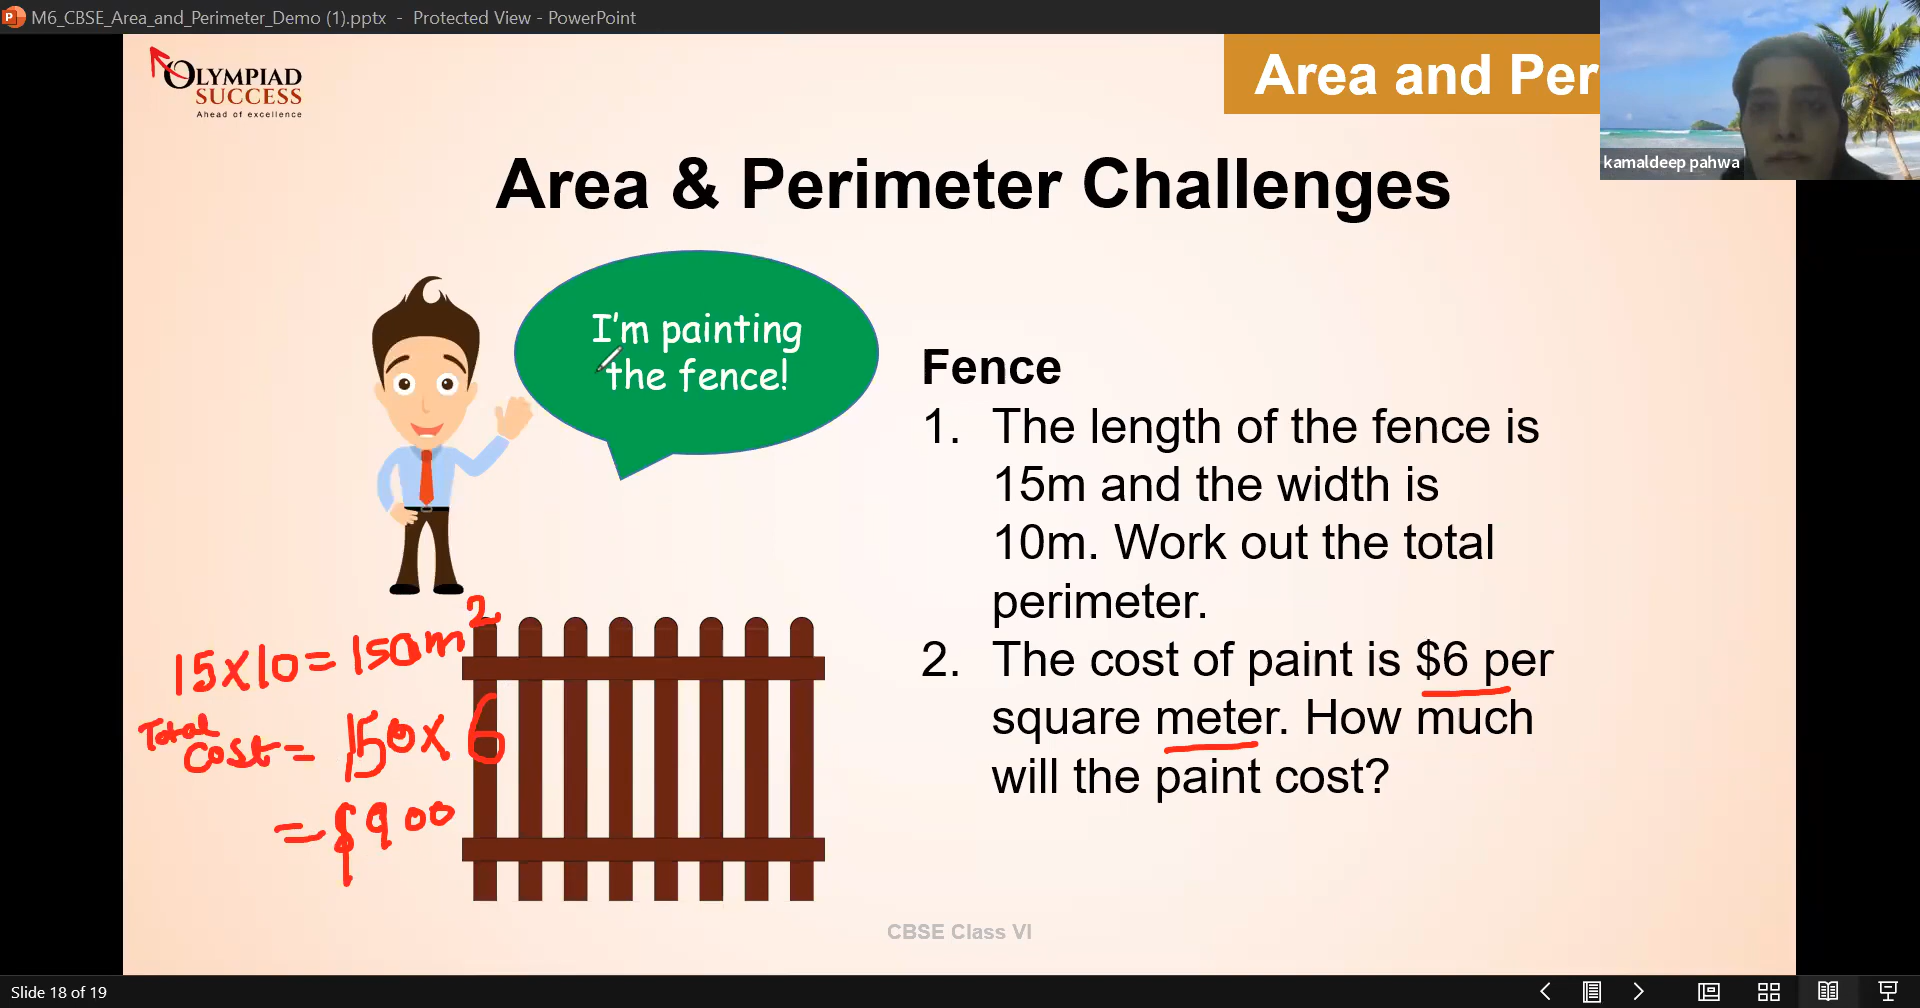 M6_CBSE_Area_and_Perimeter_Demo (1).pptx - Protected View - PowerPoint
OLYMPIAD
SUCCESS
Ahead of excellence
Area and Per
kamaldeep pahwa
Area & Perimeter Challenges
I'm painting
the fence!
Fence
1. The length of the fence is
15m and the width is
10m. Work out the total
perimeter.
2. The cost of paint is $6 per
square meter. How much
will the paint cost?
15x10=150m²
Total
cost = 150x6
= $900
CBSE Class VI
Slide 18 of 19